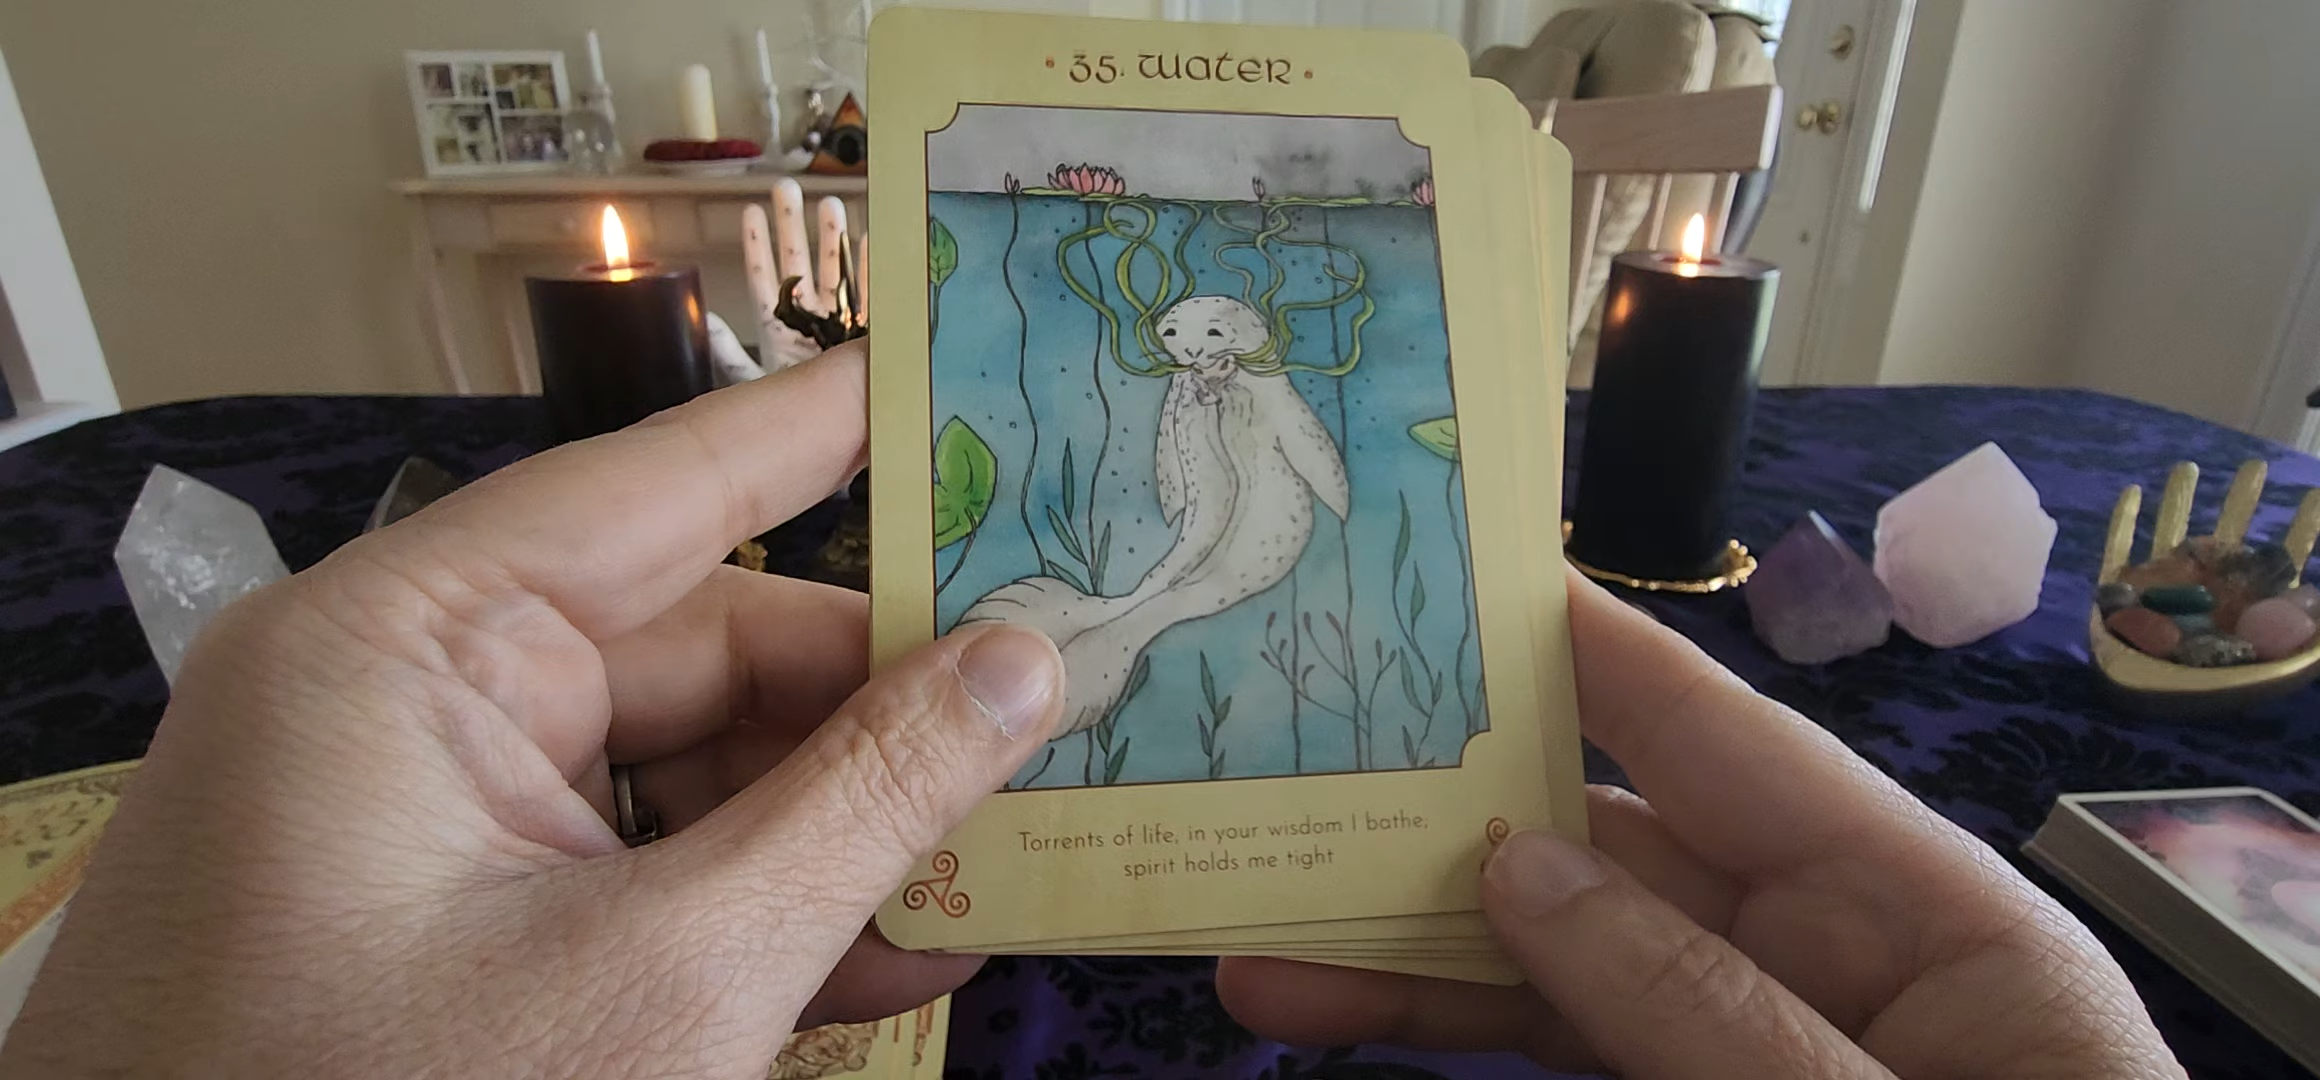 35. Water
Torrents of life, in your wisdom I bathe,
spirit holds me tight